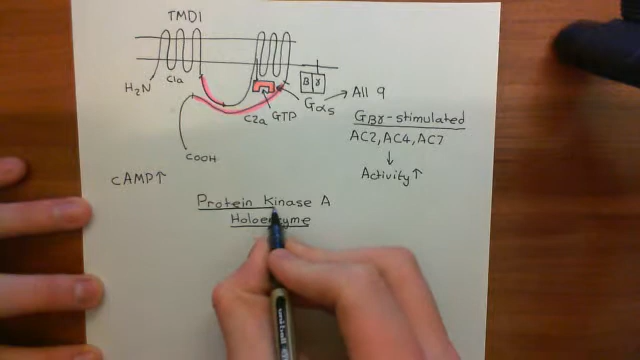 TMD1
H₂N
C1a
βγ
Gαs → All 9
C2a
GTP
Gβγ-stimulated
AC2, AC4, AC7
↓
COOH
cAMP↑
Activity↑
Protein Kinase A
Holoenzyme